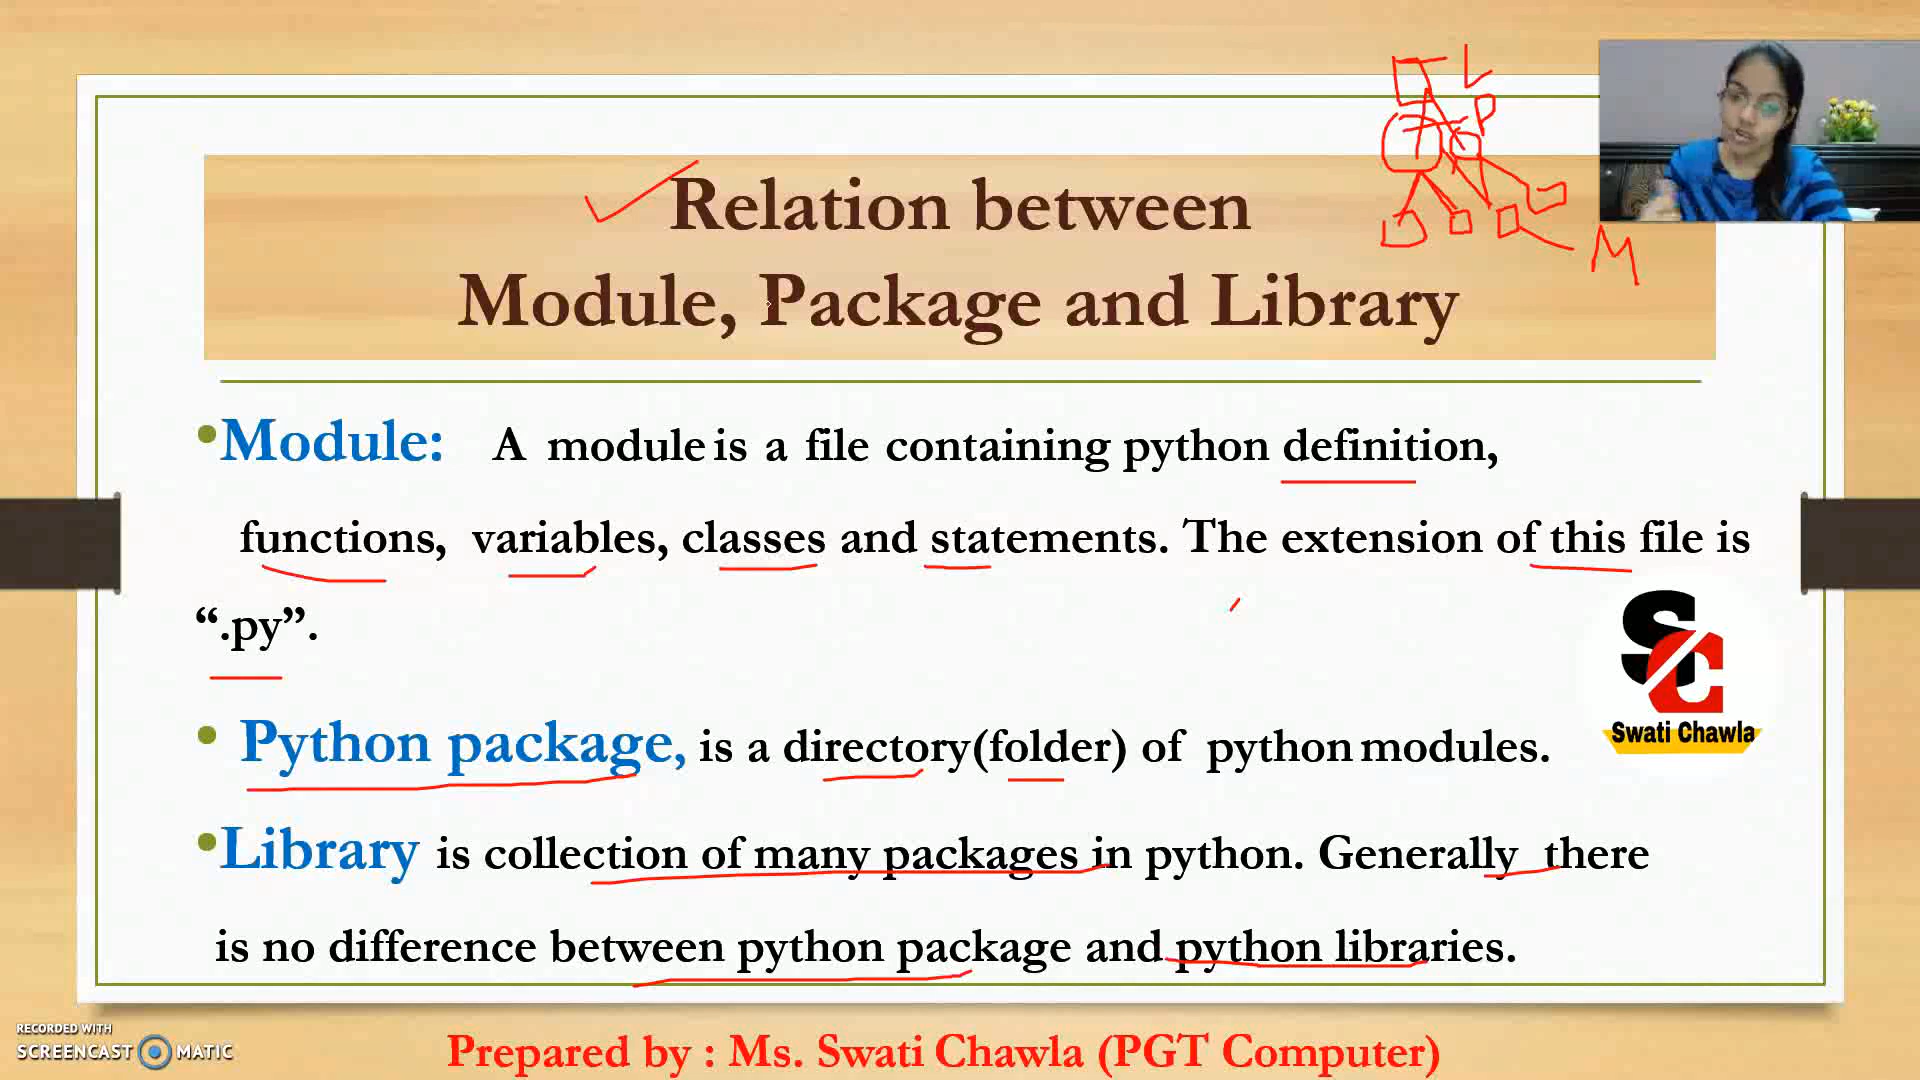 L
P
M
Relation between
Module, Package and Library
•Module: A module is a file containing python definition,
functions, variables, classes and statements. The extension of this file is
“.py”.
• Python package, is a directory(folder) of python modules.
•Library is collection of many packages in python. Generally there
is no difference between python package and python libraries.
SC
Swati Chawla
RECORDED WITH
SCREENCAST MATIC
Prepared by : Ms. Swati Chawla (PGT Computer)